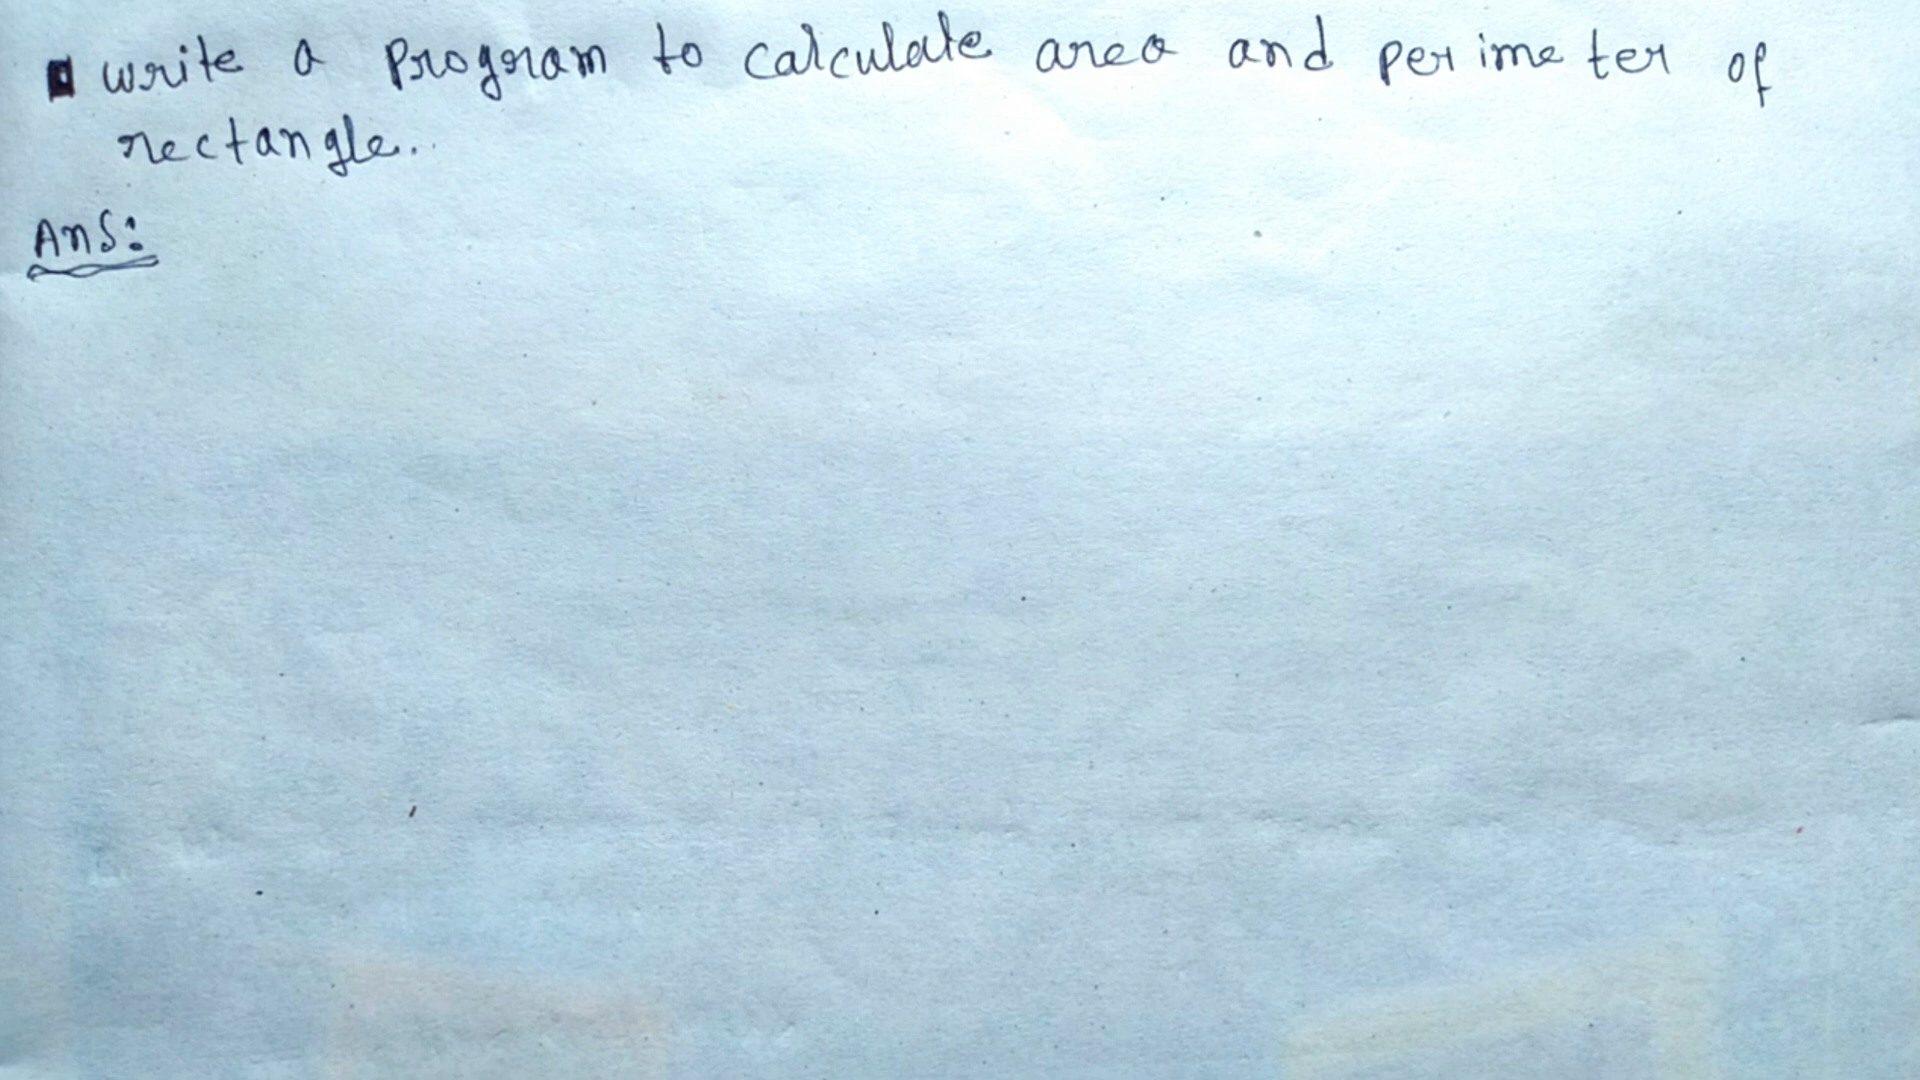 write a program to calculate area and perimeter of
rectangle.
Ans: